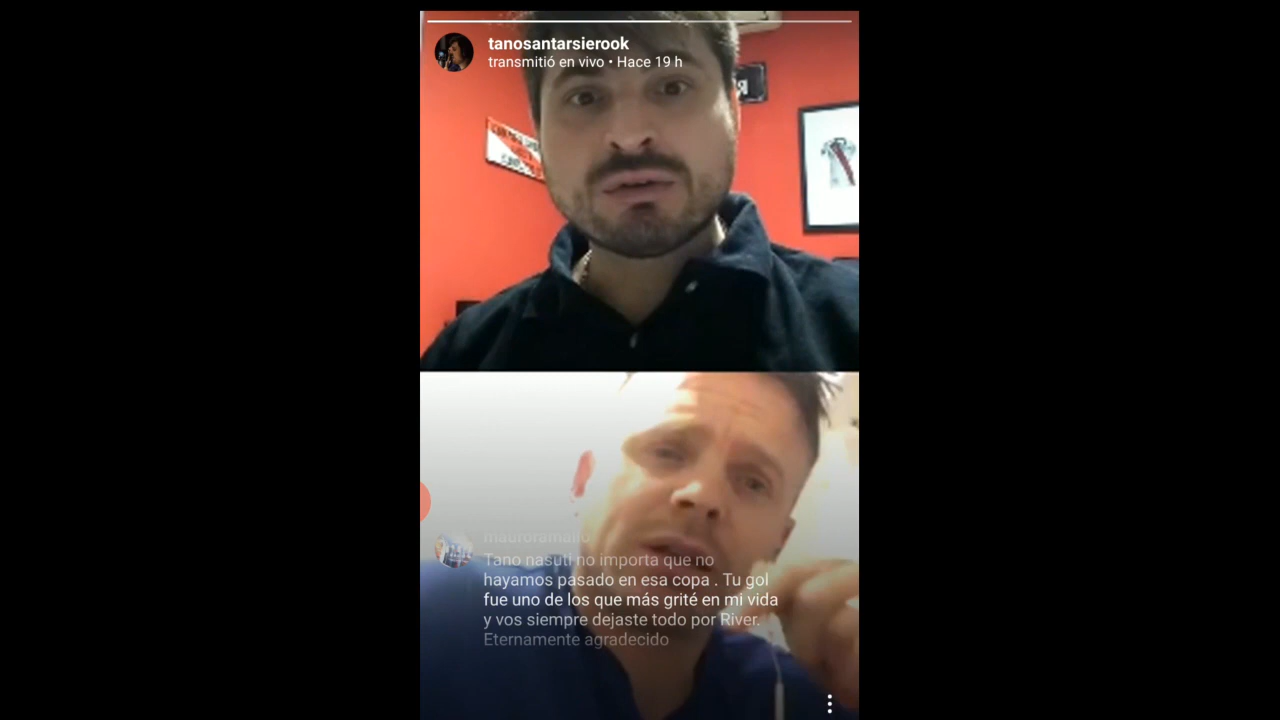 tanosantarsierook
transmitió en vivo • Hace 19 h
mauroramallo
Tano nasuti no importa que no
hayamos pasado en esa copa . Tu gol
fue uno de los que más grité en mi vida
y vos siempre dejaste todo por River.
Eternamente agradecido